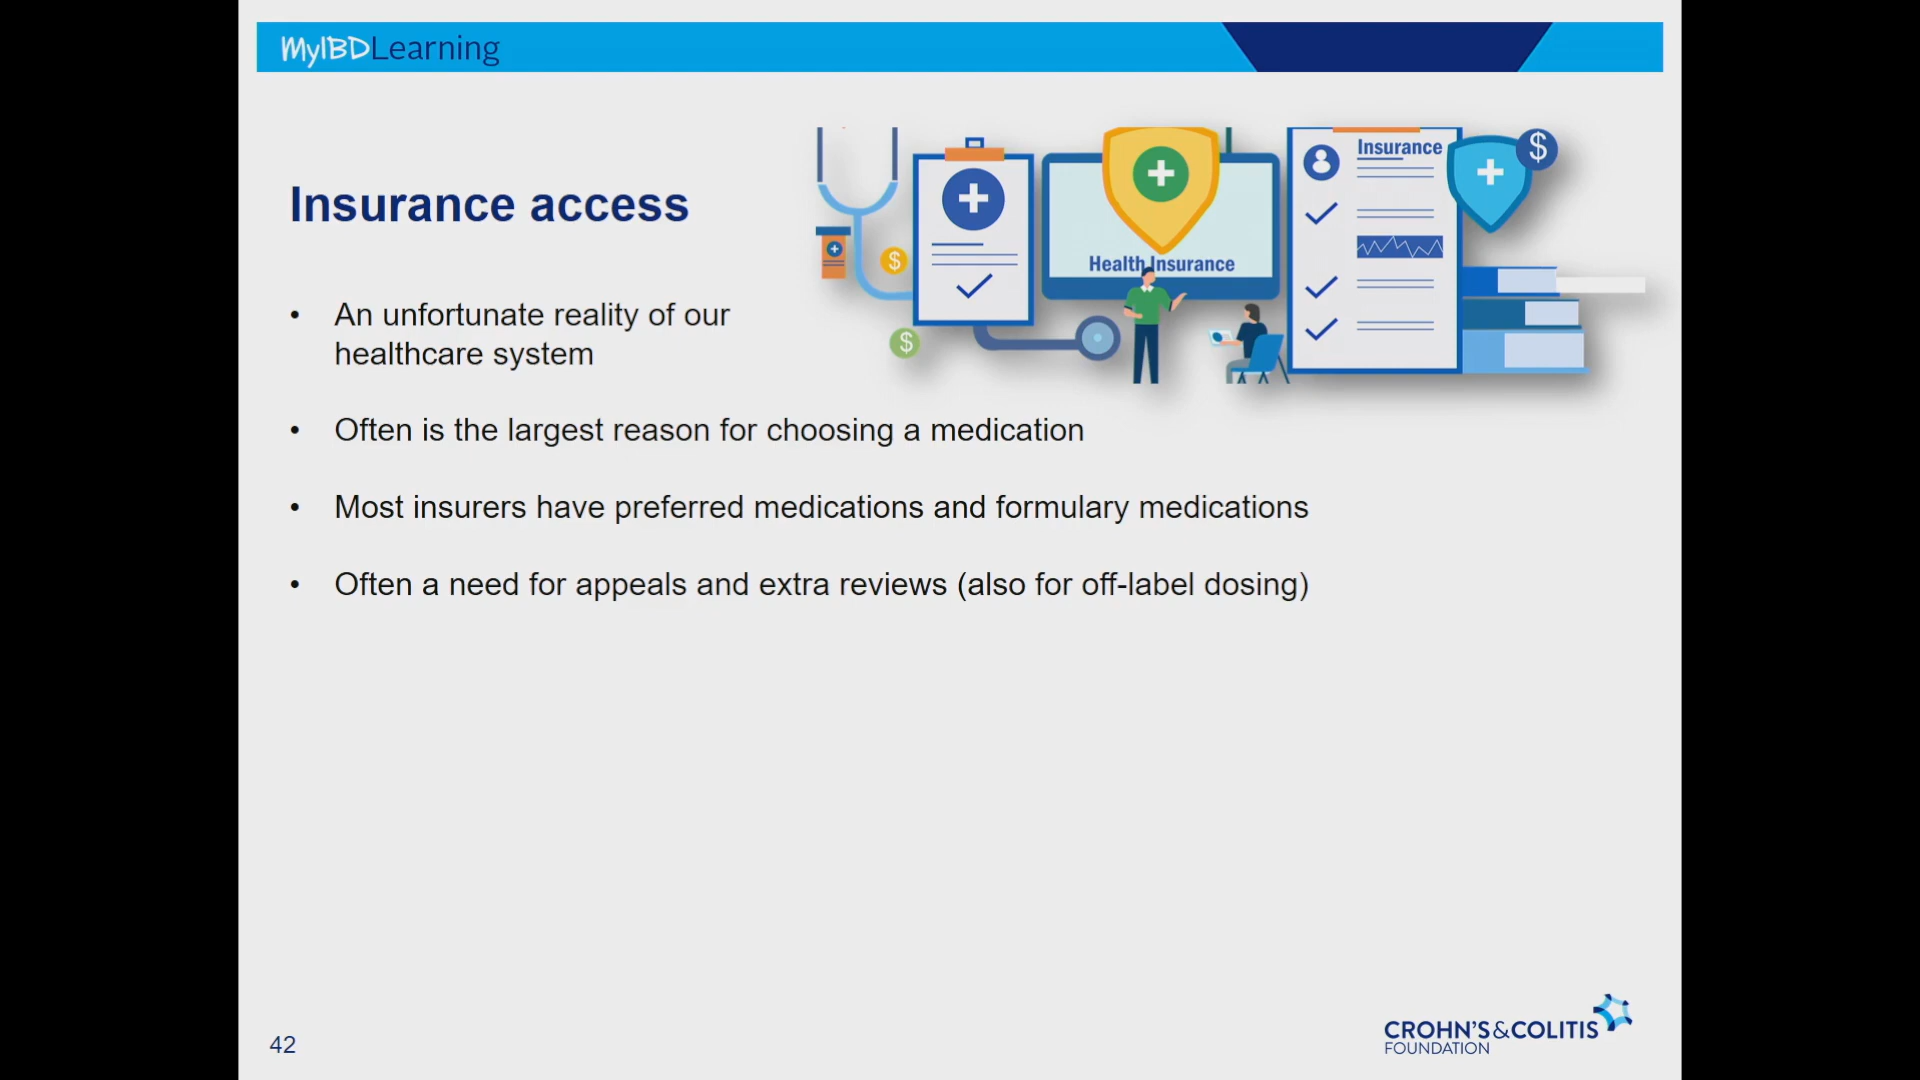 MyIBDLearning
Insurance access
Insurance
$
$
Health Insurance
$
• An unfortunate reality of our
healthcare system
• Often is the largest reason for choosing a medication
• Most insurers have preferred medications and formulary medications
• Often a need for appeals and extra reviews (also for off-label dosing)
42
CROHN'S&COLITIS
FOUNDATION